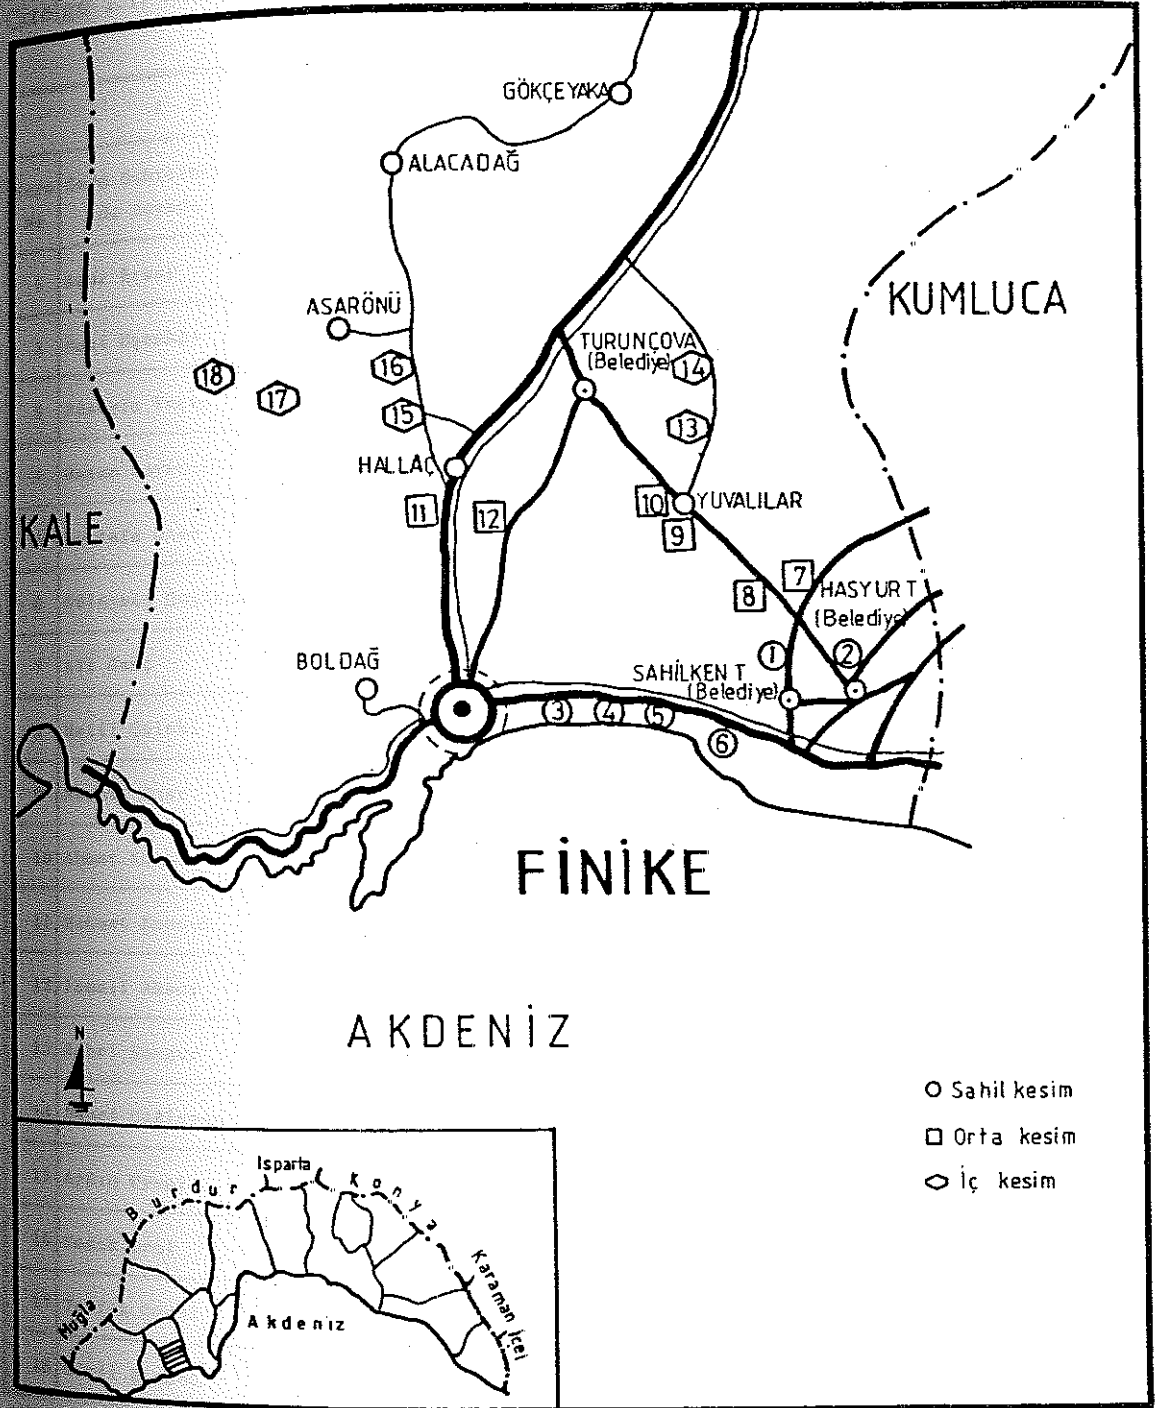 GÖKÇEYAKA
ALACADAĞ
KUMLUCA
ASARÖNÜ
TURUNÇOVA
(Belediye)
14
16
18
17
15
13
HALLAÇ
10
YUVALILAR
11
12
9
KALE
7
8
HASYURT
(Belediye)
1
2
BOLDAĞ
SAHİLKENT
(Belediye)
3
4
5
6
FİNİKE
AKDENİZ
N
Sahil kesim
Orta kesim
İç kesim
Isparta
Konya
Burdur
Karaman
İçel
Muğla
Akdeniz